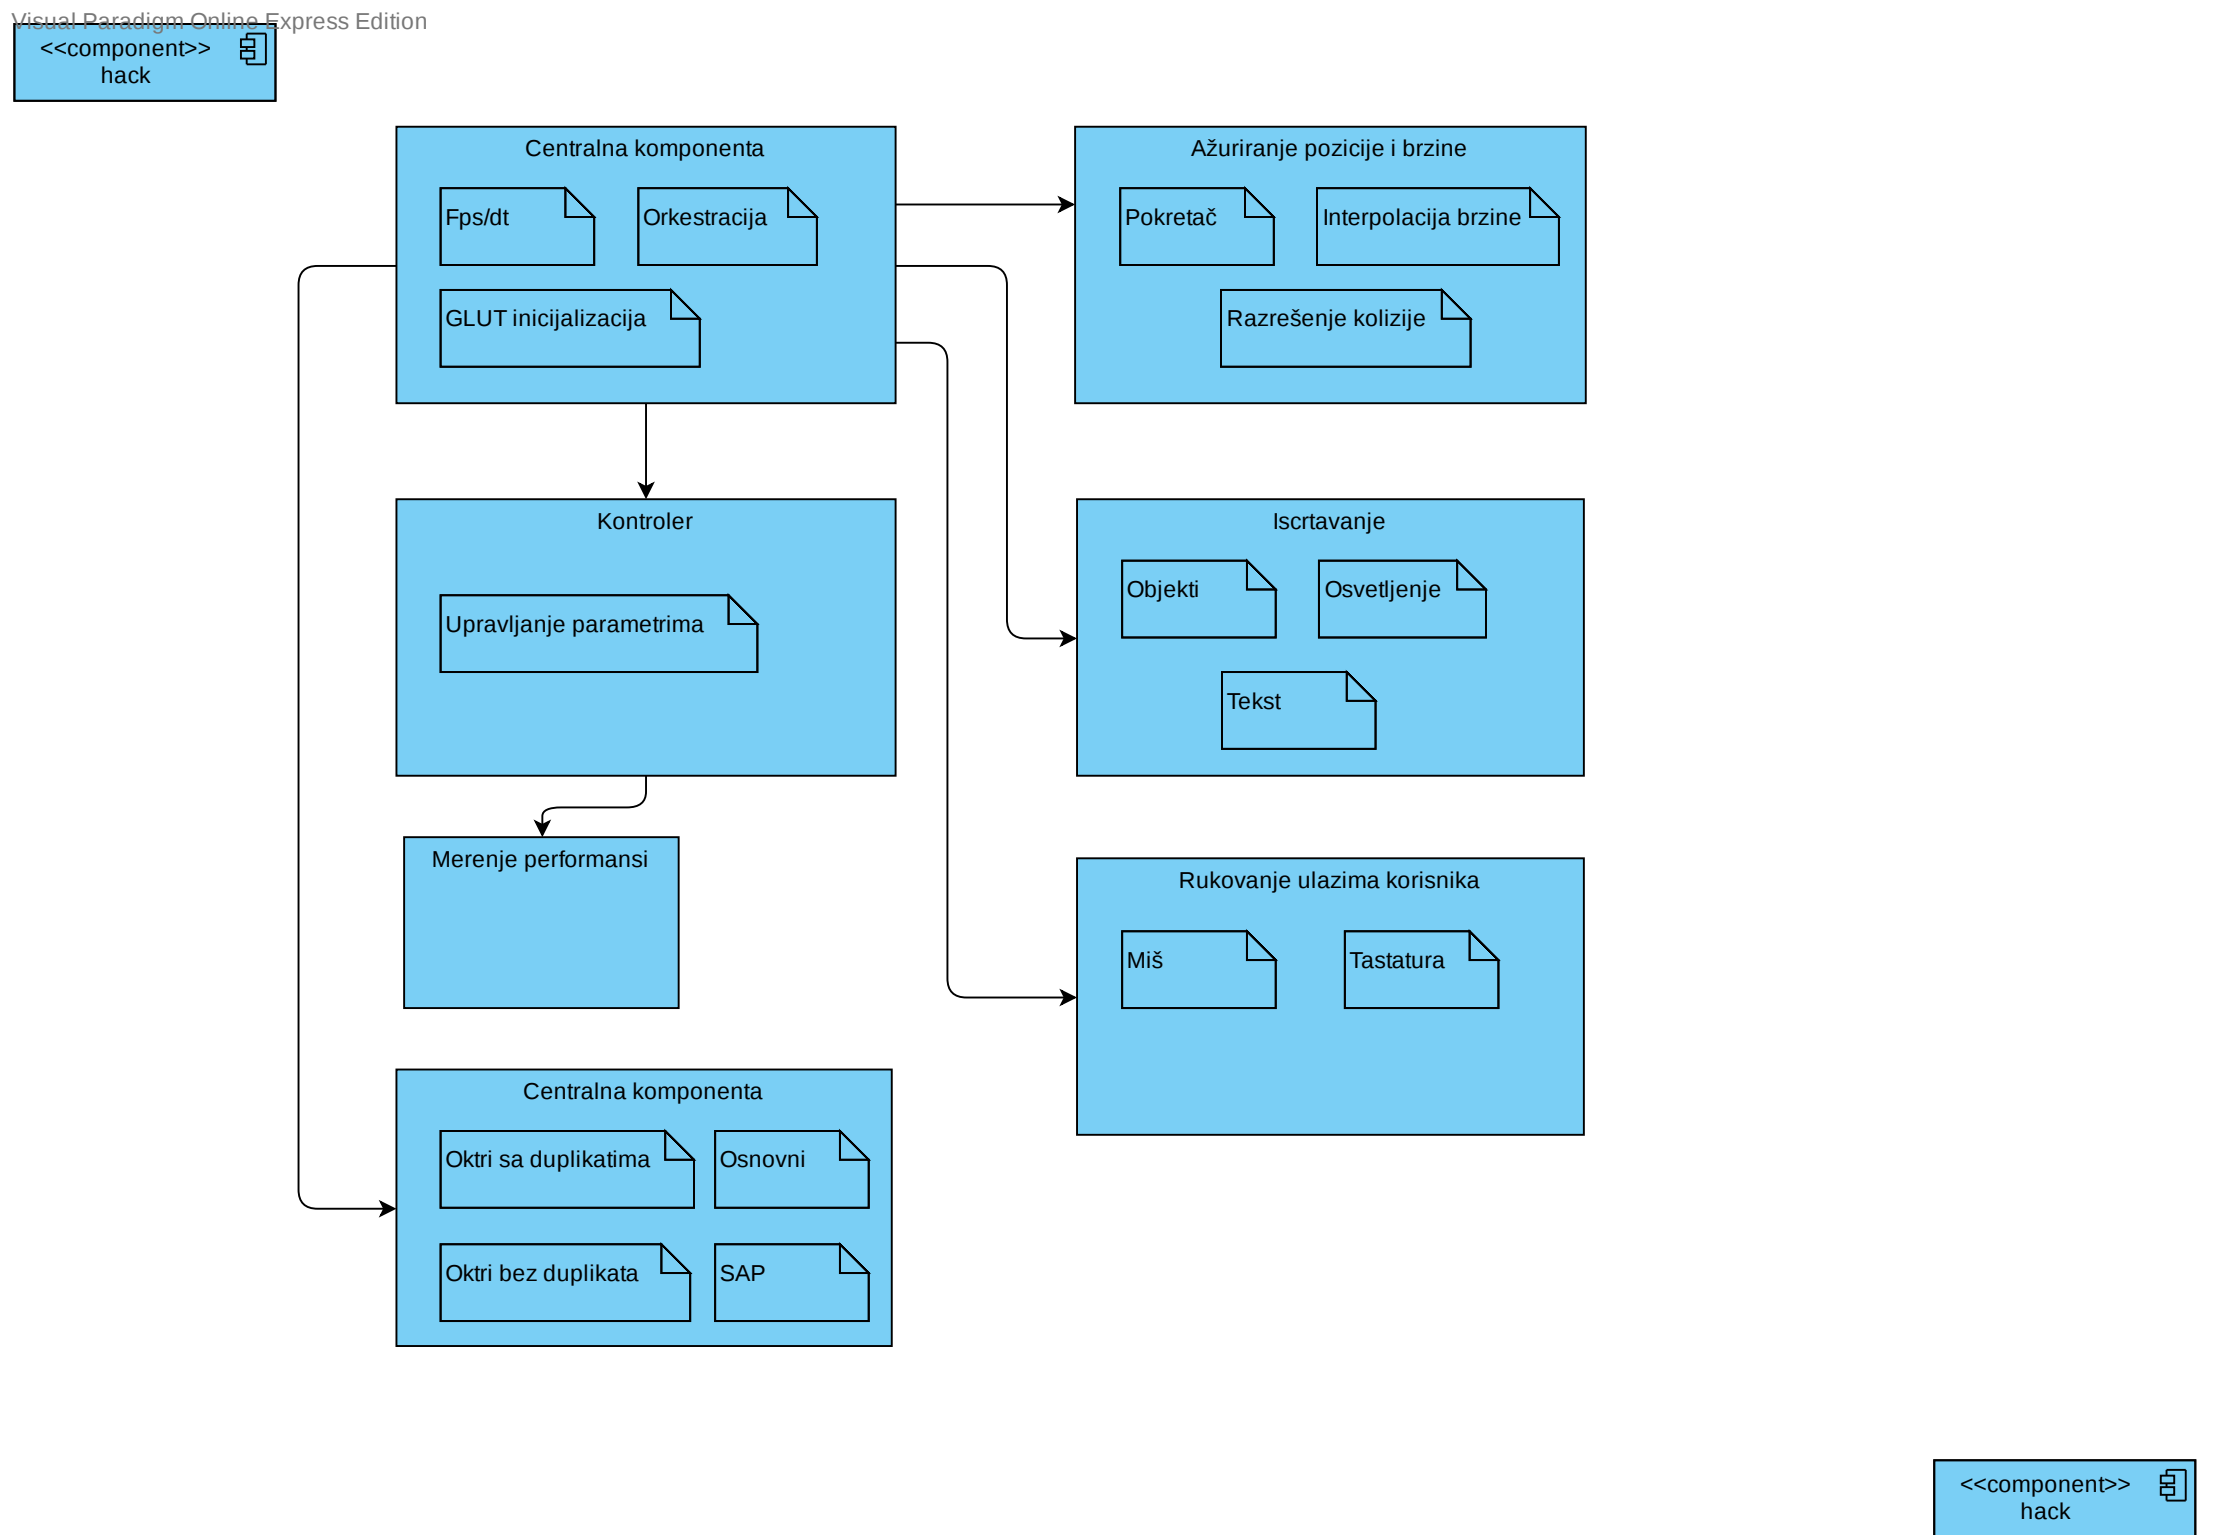 Visual Paradigm Online Express Edition
<<component>>
hack
Centralna komponenta
Fps/dt
Orkestracija
GLUT inicijalizacija
Ažuriranje pozicije i brzine
Pokretač
Interpolacija brzine
Razrešenje kolizije
Kontroler
Upravljanje parametrima
Iscrtavanje
Objekti
Osvetljenje
Tekst
Merenje performansi
Rukovanje ulazima korisnika
Miš
Tastatura
Centralna komponenta
Oktri sa duplikatima
Osnovni
Oktri bez duplikata
SAP
<<component>>
hack